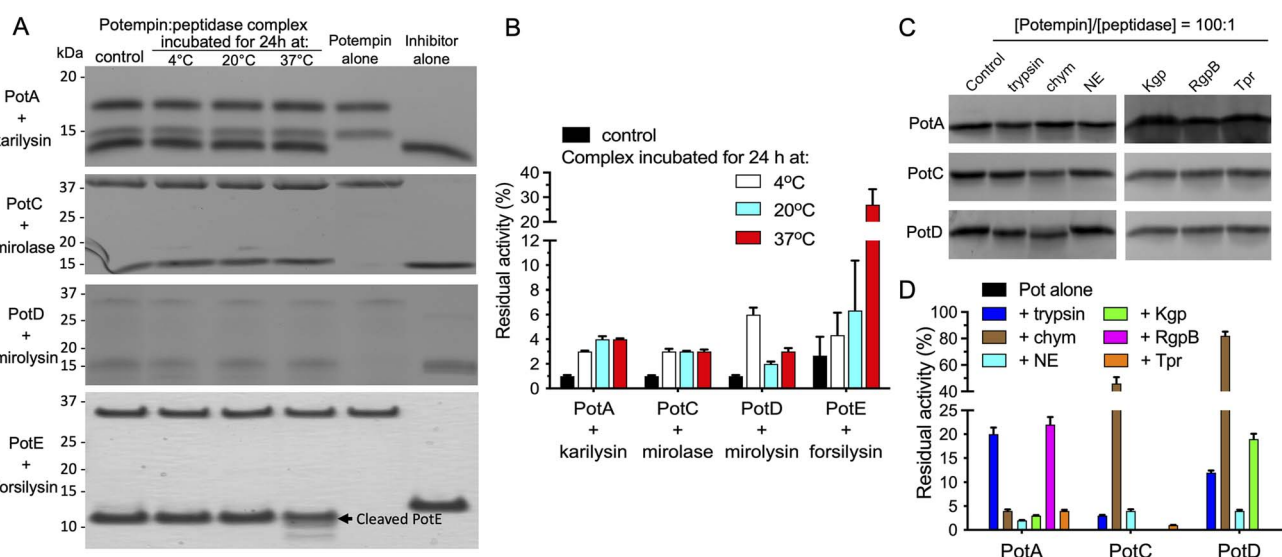 A
Potempin:peptidase complex
incubated for 24h at:
Potempin alone
Inhibitor alone
kDa
control
4°C
20°C
37°C
20
15
PotA
+
karilysin
37
25
20
15
PotC
+
mirolase
37
25
20
15
PotD
+
mirolysin
37
25
20
15
10
PotE
+
forsilysin
Cleaved PotE
B
control
Complex incubated for 24 h at:
4ºC
20ºC
37ºC
Residual activity (%)
40
30
20
12
10
8
6
4
2
0
PotA PotC PotD PotE
+ + + +
karilysin mirolase mirolysin forsilysin
C
[Potempin]/[peptidase] = 100:1
Control trypsin chym NE Kgp RgpB Tpr
PotA
PotC
PotD
D
Pot alone
+ trypsin + Kgp
+ chym + RgpB
+ NE + Tpr
Residual activity (%)
100
80
60
40
25
20
15
10
5
0
PotA PotC PotD